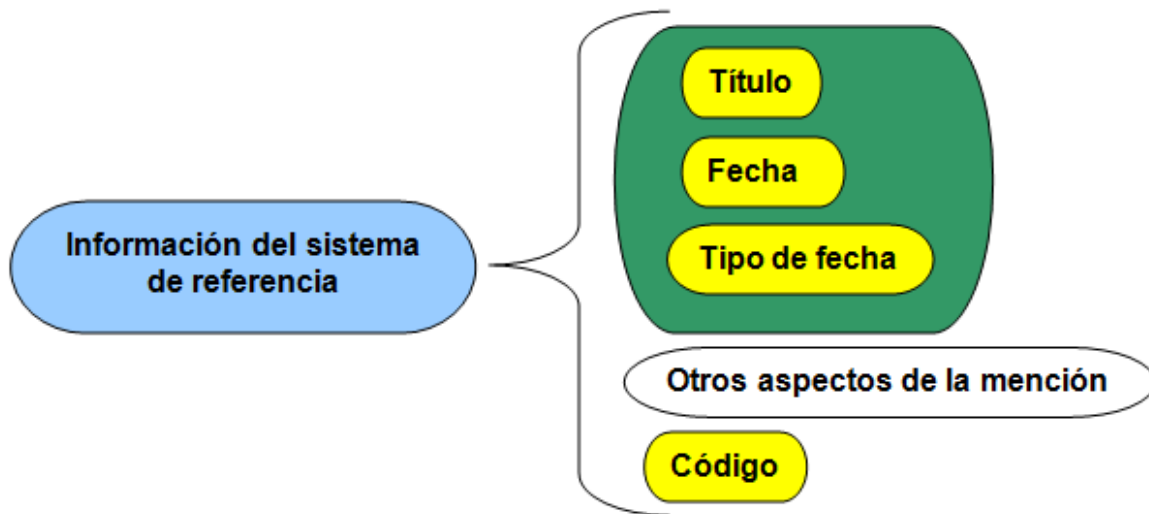 Información del sistema
de referencia
Título
Fecha
Tipo de fecha
Otros aspectos de la mención
Código